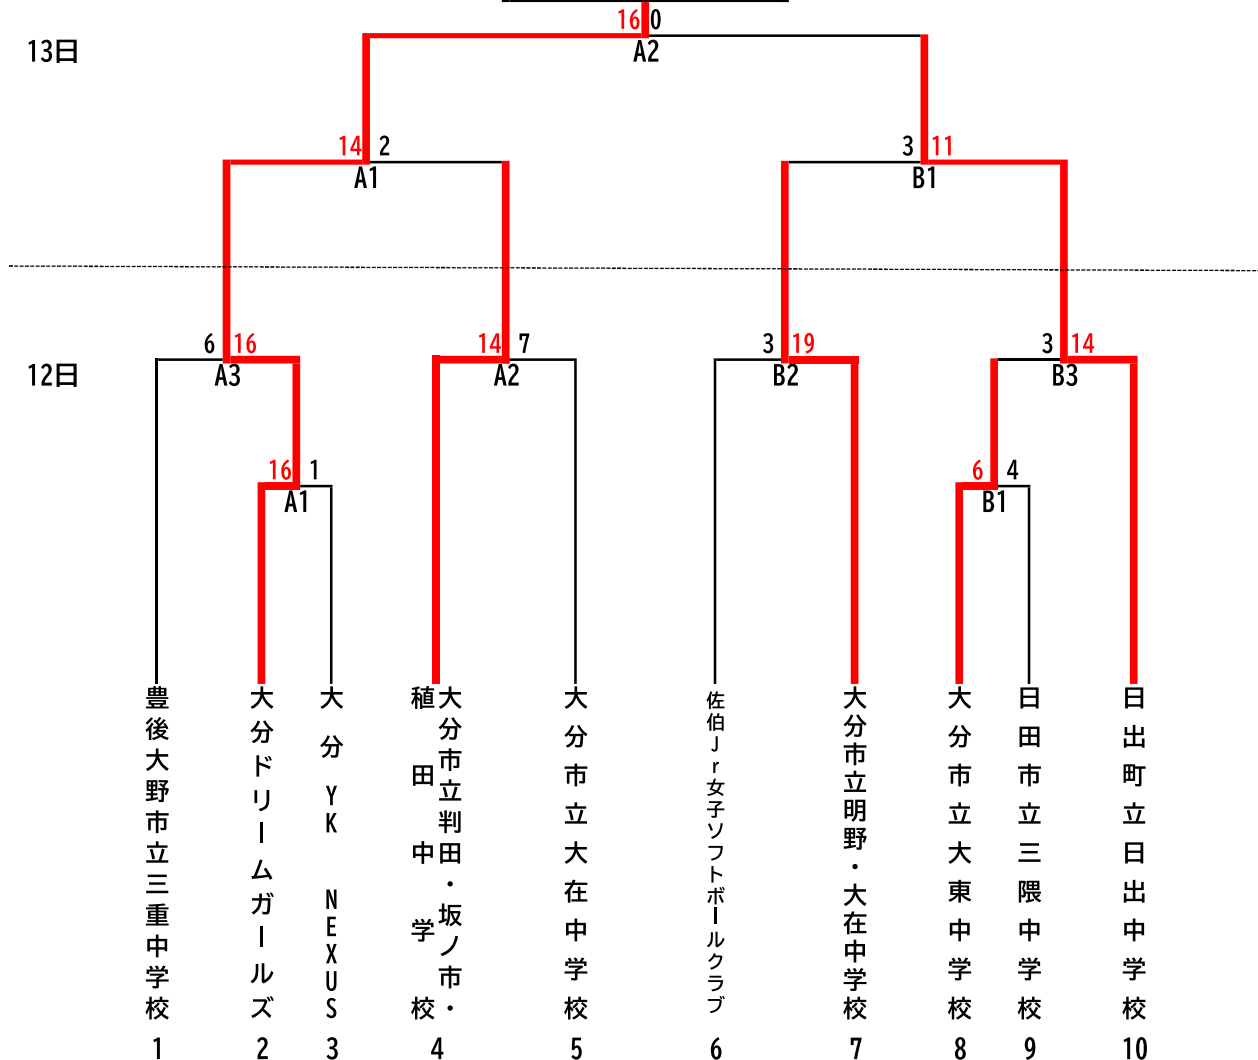 16 0
13日
A2
14 2
3 11
A1
B1
6 16
14 7
3 19
3 14
12日
A3
A2
B2
B3
16 1
6 4
A1
B1
豊後大野市立三重中学校
大分ドリームガールズ
大分YK NEXUS
大分市立判田・坂ノ市・
稙田中学校
大分市立大在中学校
佐伯Jr女子ソフトボールクラブ
大分市立明野・大在中学校
大分市立大東中学校
日田市立三隈中学校
日出町立日出中学校
1 2 3 4 5 6 7 8 9 10